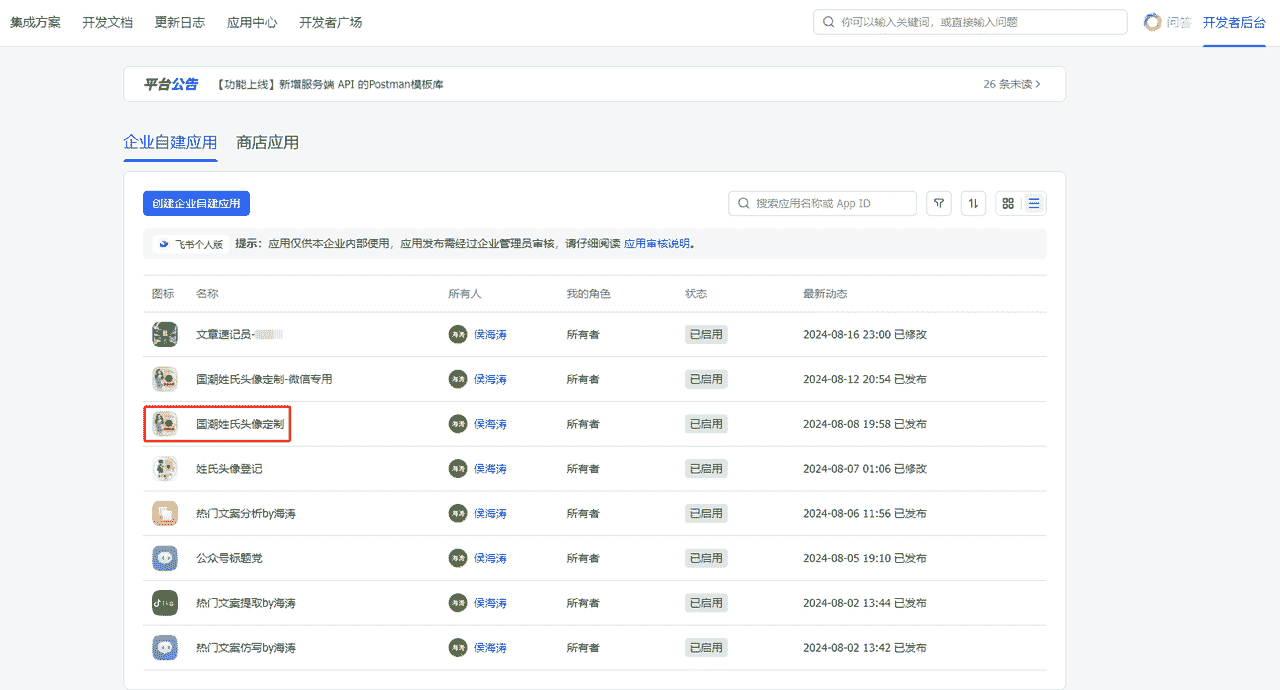 集成方案 开发文档 更新日志 应用中心 开发者广场 你可以输入关键词，或直接输入问题 问答 开发者后台
平台公告 【功能上线】新增服务端 API 的Postman模板库 26 条未读
企业自建应用 商店应用
创建企业自建应用 搜索应用名称或 App ID
飞书个人版 提示：应用仅供本企业内部使用，应用发布需经过企业管理员审核，请仔细阅读 应用审核说明。
图标 名称 所有人 我的角色 状态 最新动态
文章速记员- 海涛 侯海涛 所有者 已启用 2024-08-16 23:00 已修改
国潮姓氏头像定制-微信专用 海涛 侯海涛 所有者 已启用 2024-08-12 20:54 已发布
国潮姓氏头像定制 海涛 侯海涛 所有者 已启用 2024-08-08 19:58 已发布
姓氏头像登记 海涛 侯海涛 所有者 已启用 2024-08-07 01:06 已修改
热门文案分析by海涛 海涛 侯海涛 所有者 已启用 2024-08-06 11:56 已发布
公众号标题党 海涛 侯海涛 所有者 已启用 2024-08-05 19:10 已发布
热门文案提取by海涛 海涛 侯海涛 所有者 已启用 2024-08-02 13:44 已发布
热门文案仿写by海涛 海涛 侯海涛 所有者 已启用 2024-08-02 13:42 已发布